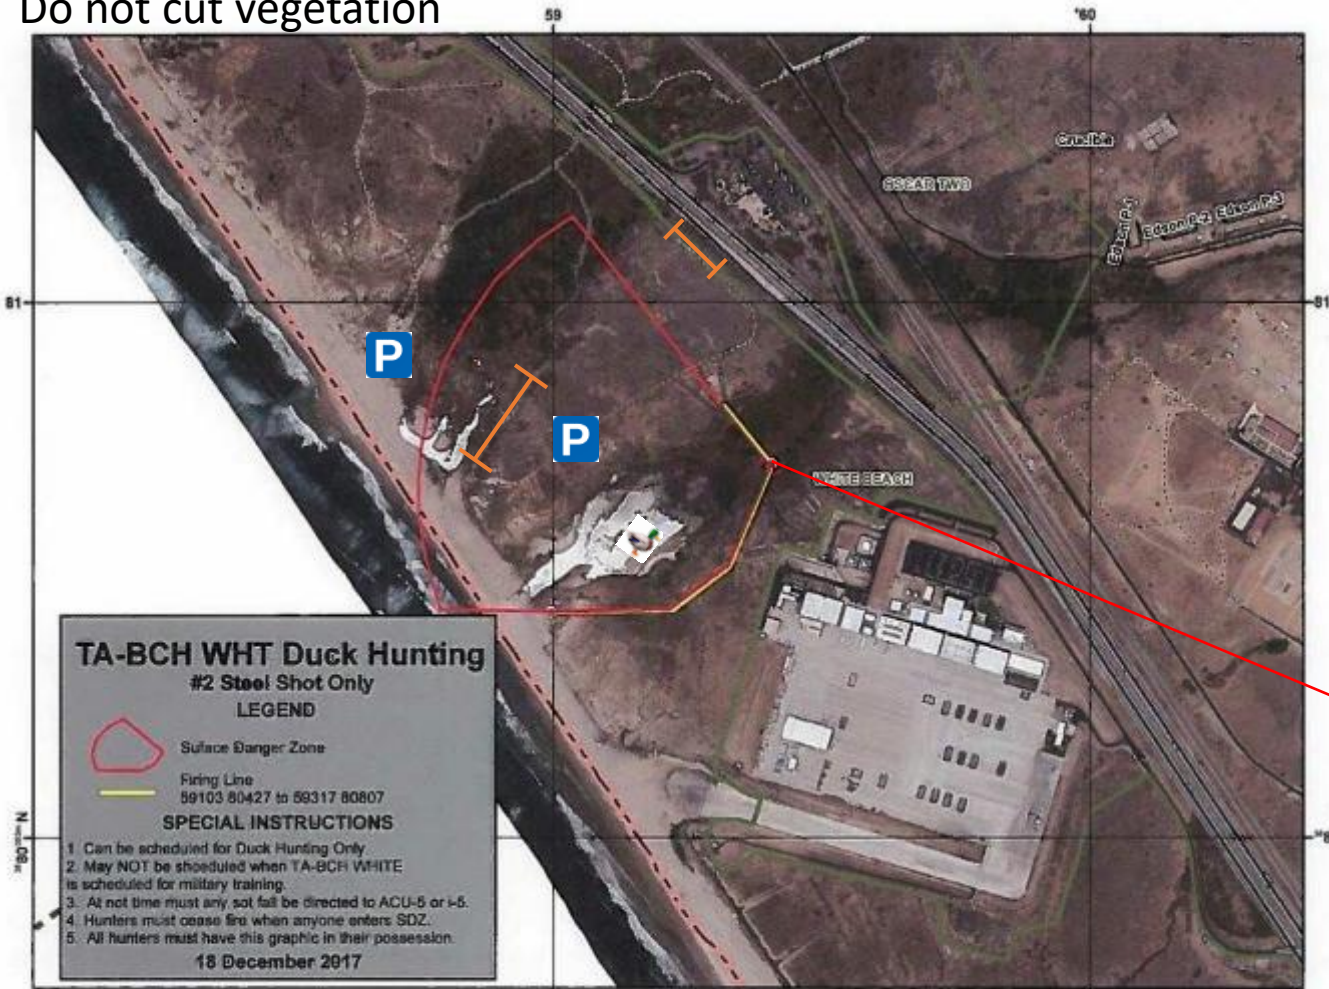 Do not cut vegetation
59
60
Crucible
OSCAR TWO
Edson P-1
Edson P-2
Edson P-3
81
81
P
P
WHITE BEACH
TA-BCH WHT Duck Hunting
#2 Steel Shot Only
LEGEND
Suface Danger Zone
Firing Line
59103 80427 to 59317 80807
SPECIAL INSTRUCTIONS
1 Can be scheduled for Duck Hunting Only
2. May NOT be shceduled when TA-BCH WHITE
is scheduled for military training.
3. At not time must any sot fall be directed to ACU-5 or i-5.
4. Hunters must cease fire when anyone enters SDZ.
5. All hunters must have this graphic in their possession.
18 December 2017